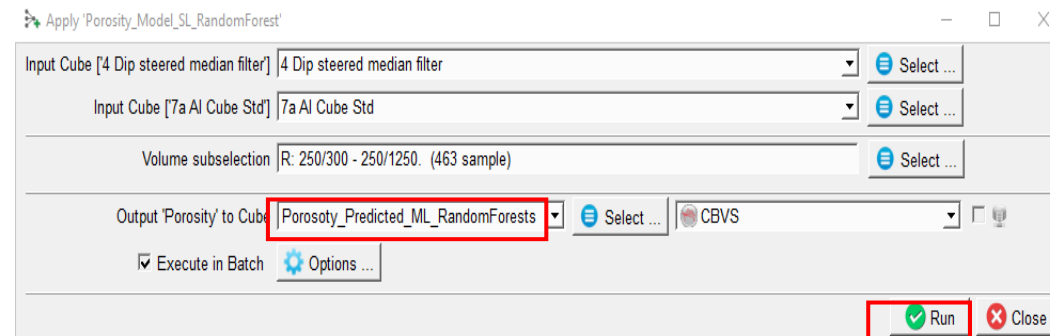 Apply 'Porosity_Model_SL_RandomForest'
Input Cube ['4 Dip steered median filter'] 4 Dip steered median filter Select ...
Input Cube ['7a AI Cube Std'] 7a AI Cube Std Select ...
Volume subselection R: 250/300 - 250/1250. (463 sample) Select ...
Output 'Porosity' to Cube Porosoty_Predicted_ML_RandomForests Select ... CBVS
Execute in Batch Options ...
Run Close